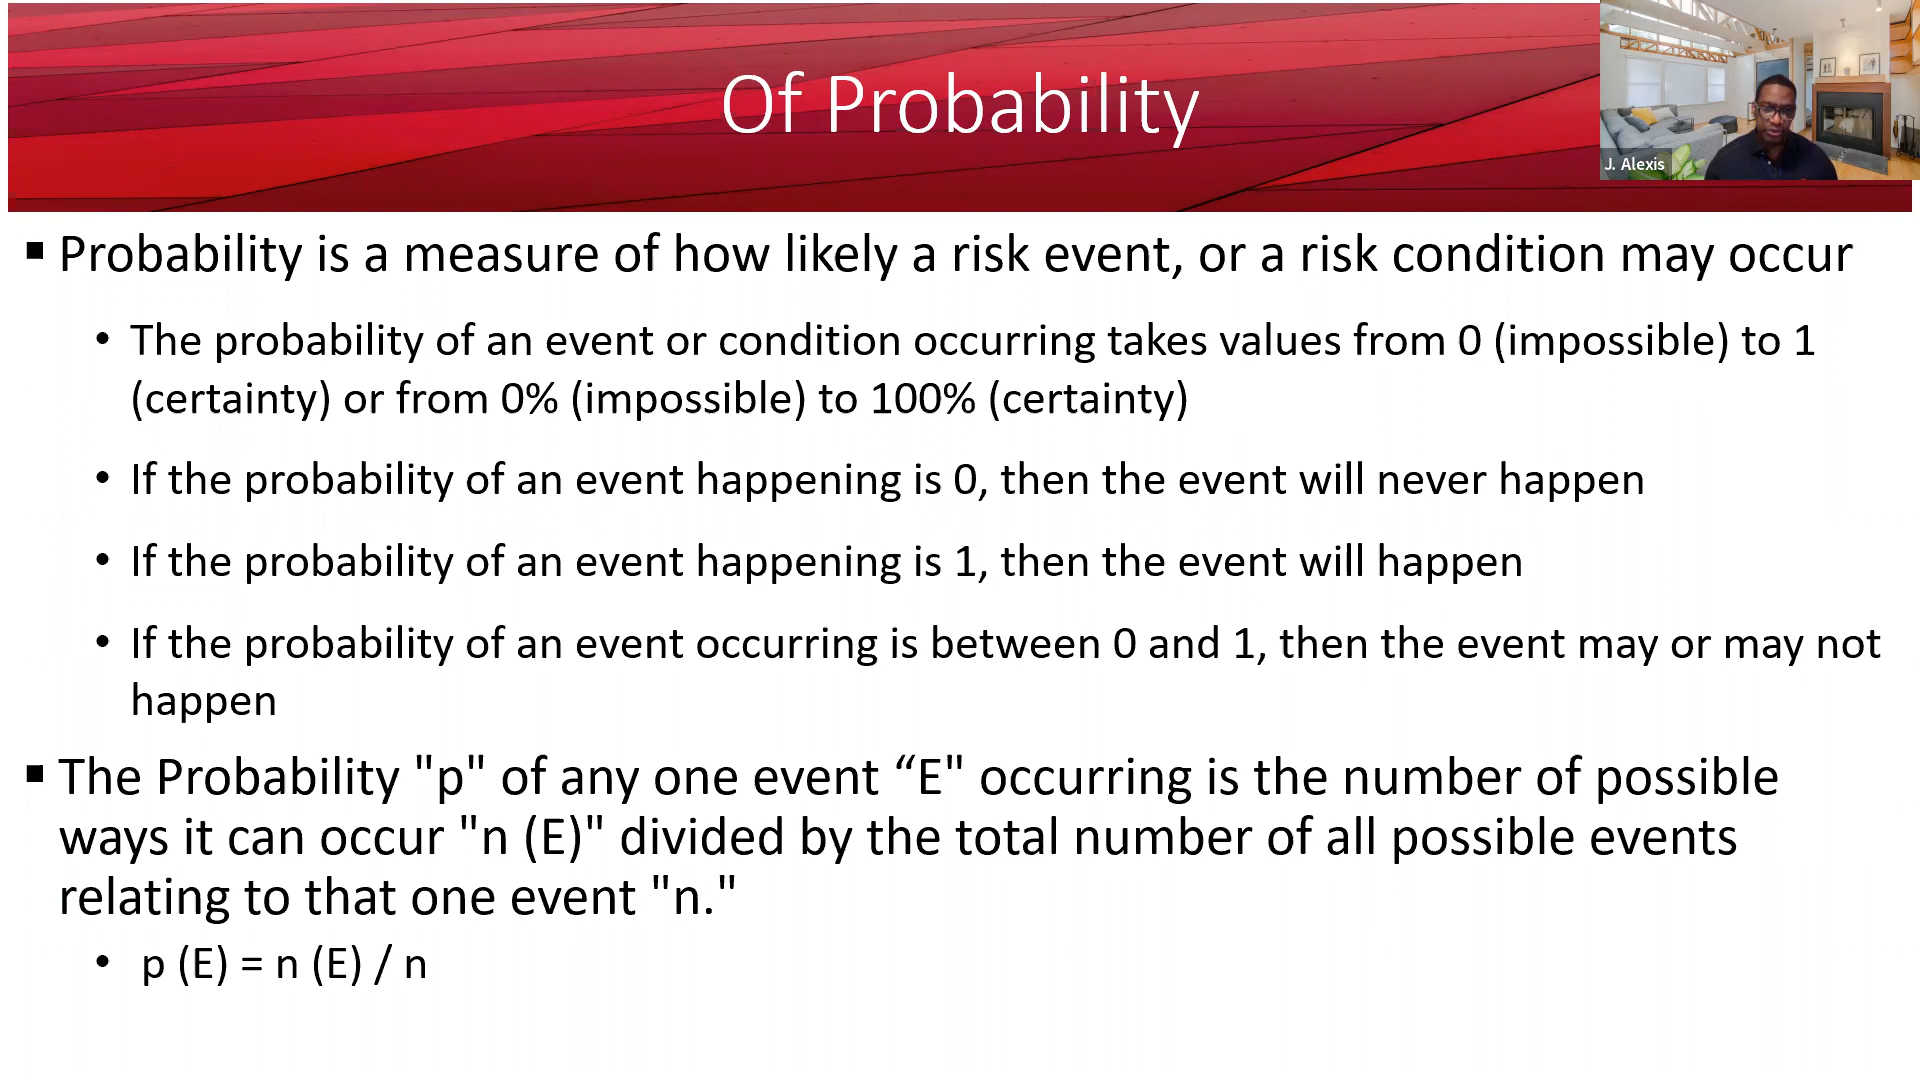 Of Probability
J. Alexis
▪ Probability is a measure of how likely a risk event, or a risk condition may occur
• The probability of an event or condition occurring takes values from 0 (impossible) to 1
(certainty) or from 0% (impossible) to 100% (certainty)
• If the probability of an event happening is 0, then the event will never happen
• If the probability of an event happening is 1, then the event will happen
• If the probability of an event occurring is between 0 and 1, then the event may or may not
happen
▪ The Probability "p" of any one event “E" occurring is the number of possible
ways it can occur "n (E)" divided by the total number of all possible events
relating to that one event "n."
• p (E) = n (E) / n